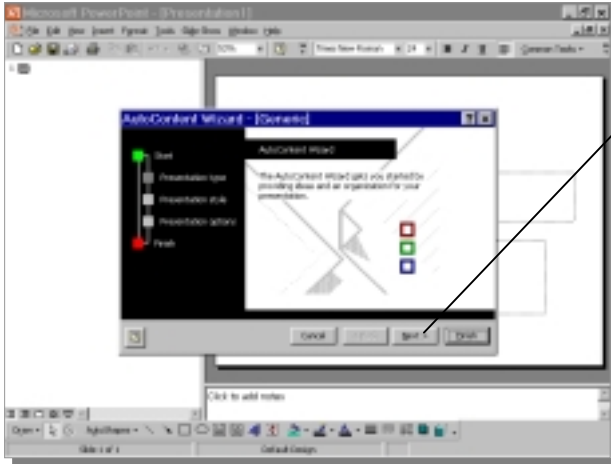 Microsoft PowerPoint - [Presentation1]
File Edit View Insert Format Tools Slide Show Window Help
Times New Roman 24 B Common Tasks
AutoContent Wizard - [Generic]
AutoContent Wizard
Start
Presentation type
Presentation style
Presentation options
Finish
The AutoContent Wizard gets you started by
providing ideas and an organization for your
presentation.
Cancel Next > Finish
Click to add notes
Draw AutoShapes
Slide 1 of 1 Default Design